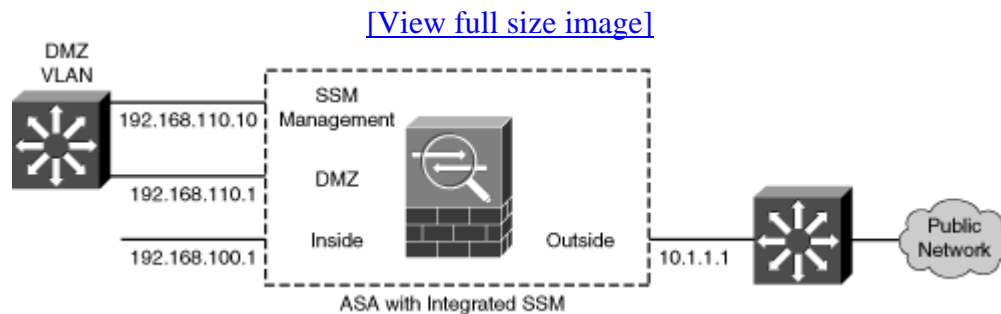 [View full size image]
DMZ
VLAN
192.168.110.10
SSM
Management
192.168.110.1
DMZ
192.168.100.1
Inside
Outside
10.1.1.1
Public
Network
ASA with Integrated SSM